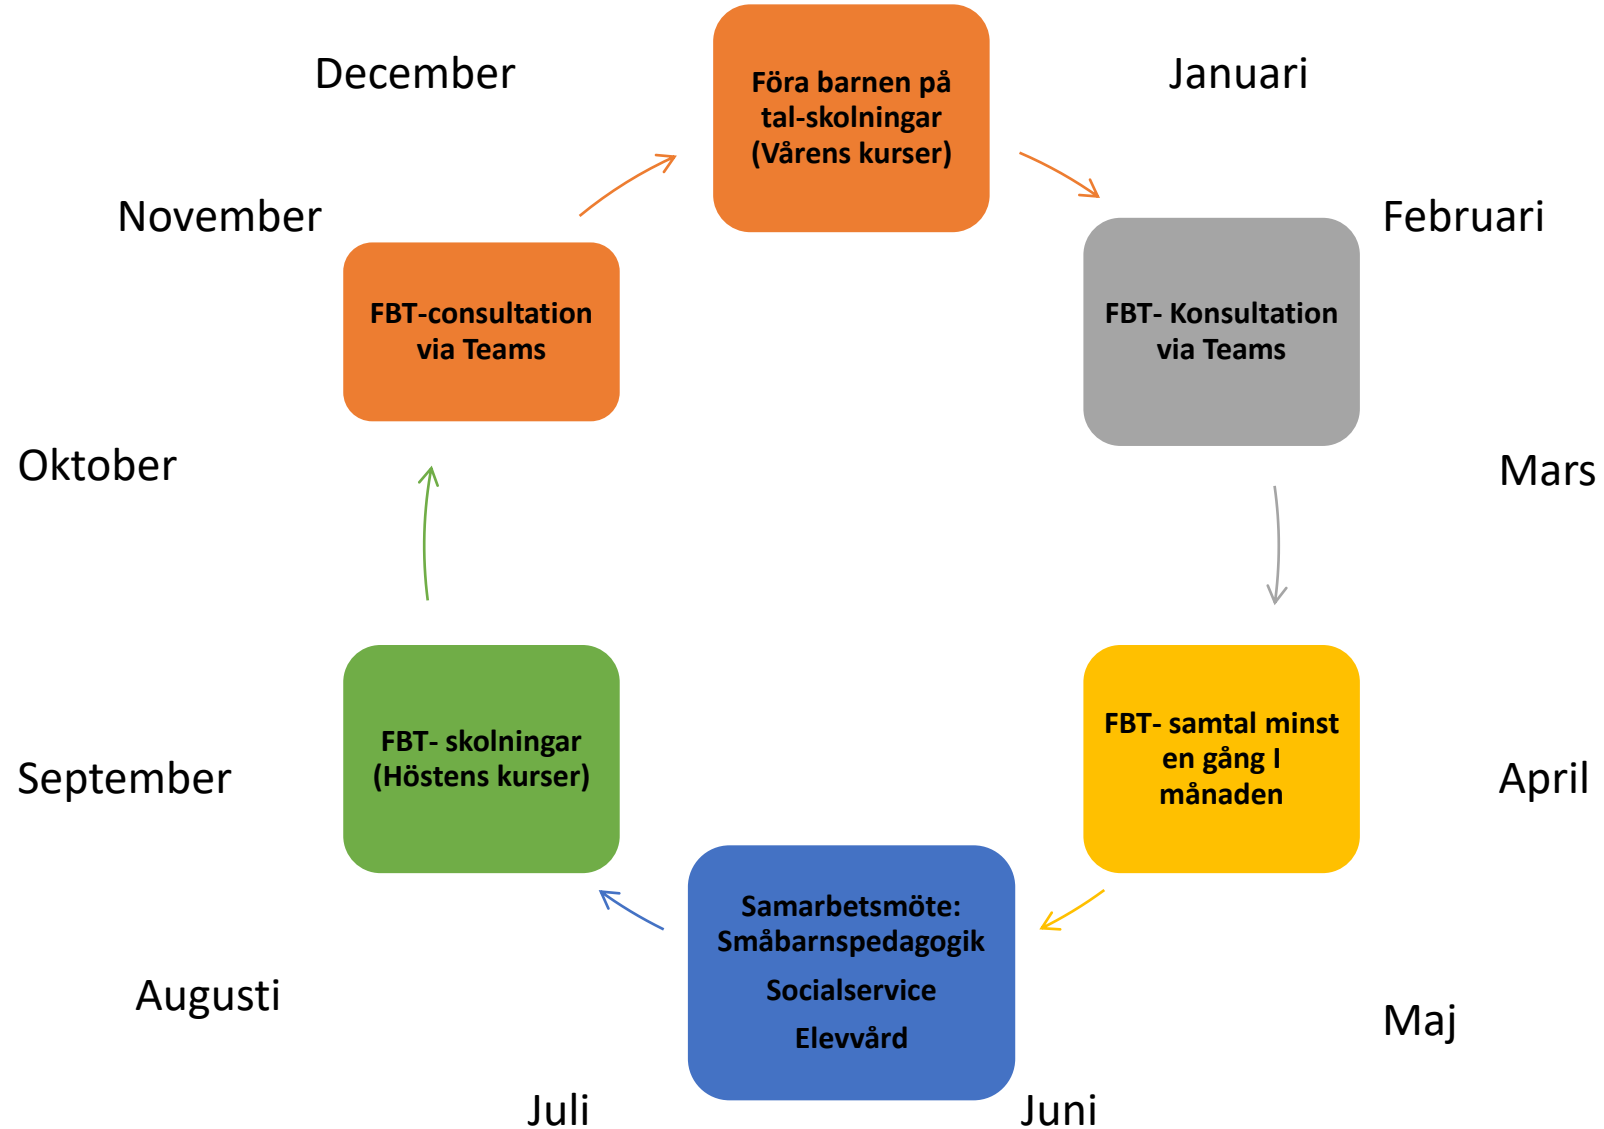 December
Januari
Föra barnen på
tal-skolningar
(Vårens kurser)
November
Februari
FBT-consultation
via Teams
FBT- Konsultation
via Teams
Oktober
Mars
FBT- skolningar
(Höstens kurser)
FBT- samtal minst
en gång I
månaden
September
April
Samarbetsmöte:
Småbarnspedagogik
Socialservice
Elevvård
Augusti
Maj
Juli
Juni